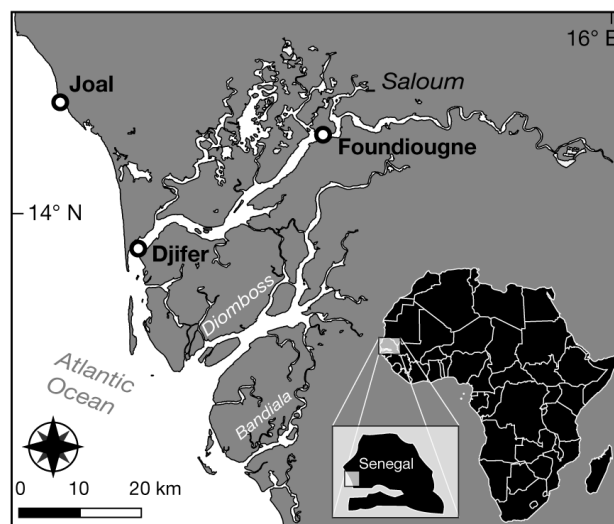 16° E
Joal
Saloum
Foundiougne
14° N
Djifer
Diomboss
Atlantic
Ocean
Bandiala
Senegal
0 10 20 km